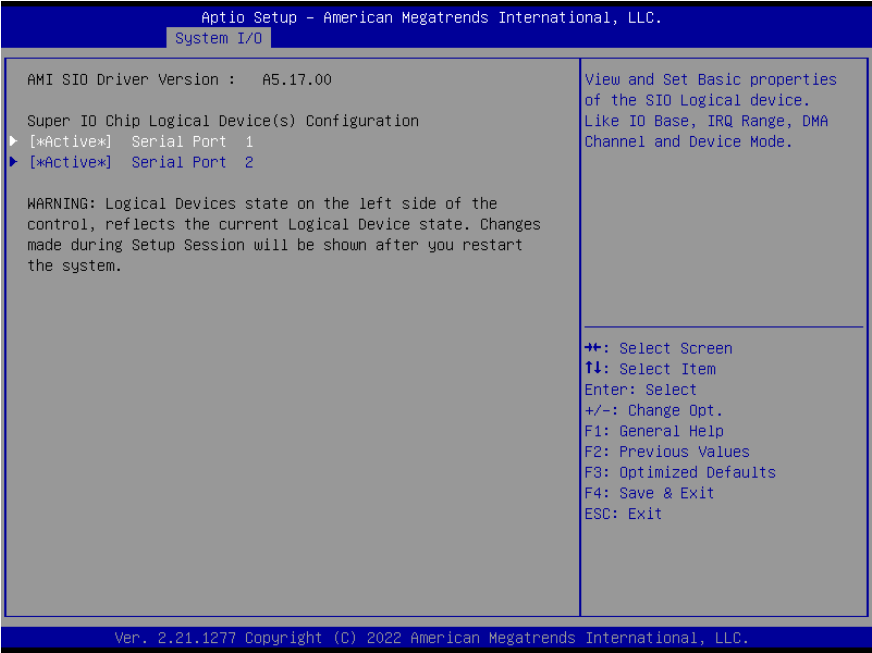 Aptio Setup – American Megatrends International, LLC.
System I/O
AMI SIO Driver Version : A5.17.00
Super IO Chip Logical Device(s) Configuration
[*Active*] Serial Port 1
[*Active*] Serial Port 2
WARNING: Logical Devices state on the left side of the
control, reflects the current Logical Device state. Changes
made during Setup Session will be shown after you restart
the system.
View and Set Basic properties
of the SIO Logical device.
Like IO Base, IRQ Range, DMA
Channel and Device Mode.
→←: Select Screen
↑↓: Select Item
Enter: Select
+/-: Change Opt.
F1: General Help
F2: Previous Values
F3: Optimized Defaults
F4: Save & Exit
ESC: Exit
Ver. 2.21.1277 Copyright (C) 2022 American Megatrends International, LLC.